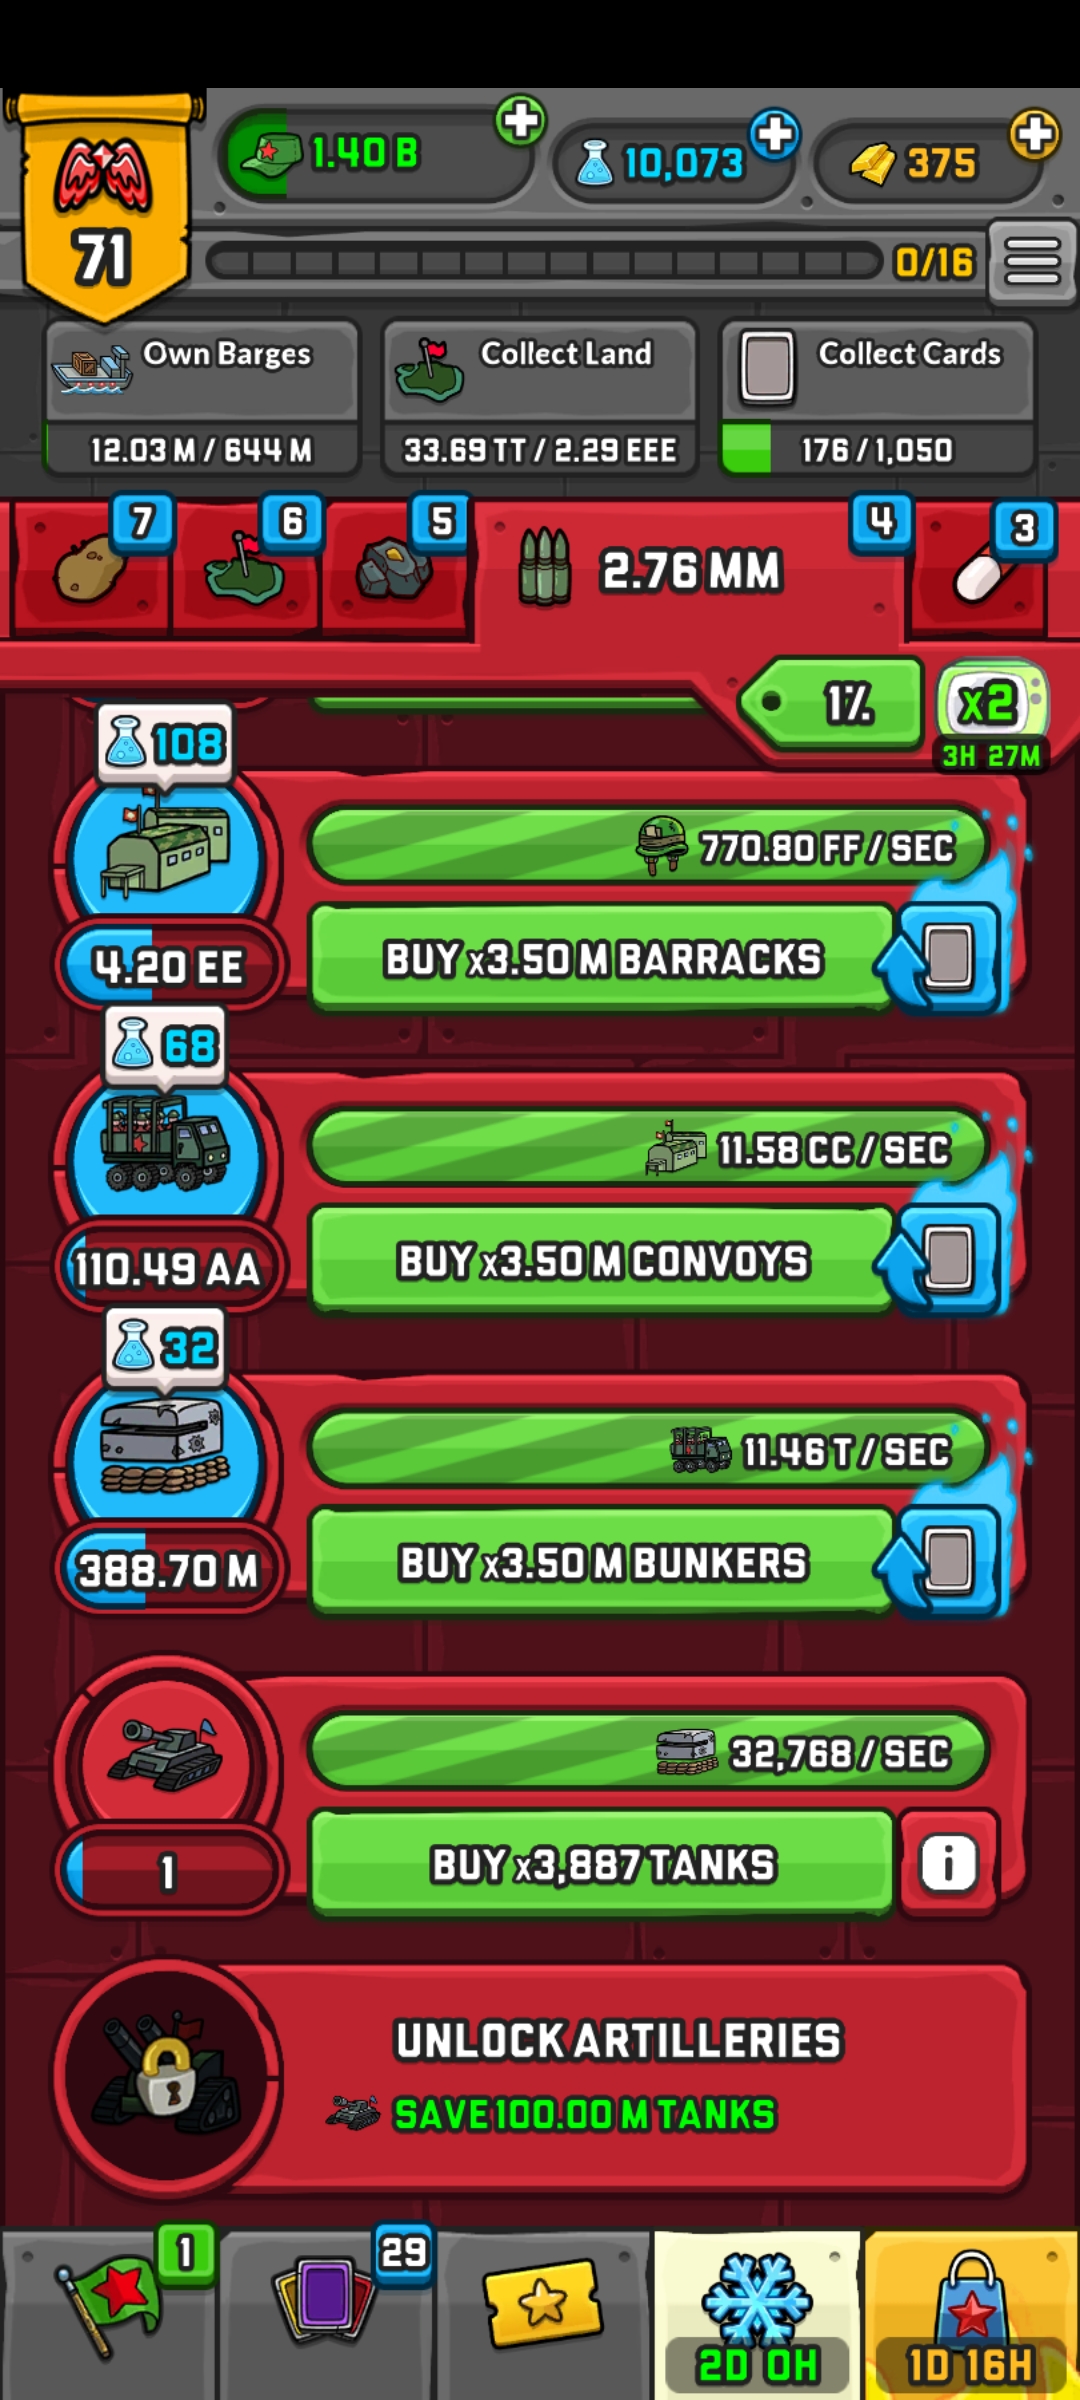 71
1.40 B
10,073
375
0/16
Own Barges
12.03 M / 644 M
Collect Land
33.69 TT / 2.29 EEE
Collect Cards
176 / 1,050
7
6
5
2.76 MM
4
3
1%
x2
3H 27M
108
770.80 FF / SEC
4.20 EE
BUY x3.50 M BARRACKS
68
11.58 CC / SEC
110.49 AA
BUY x3.50 M CONVOYS
32
11.46 T / SEC
388.70 M
BUY x3.50 M BUNKERS
32,768 / SEC
1
BUY x3,887 TANKS
i
UNLOCK ARTILLERIES
SAVE 100.00 M TANKS
1
29
2D 0H
1D 16H